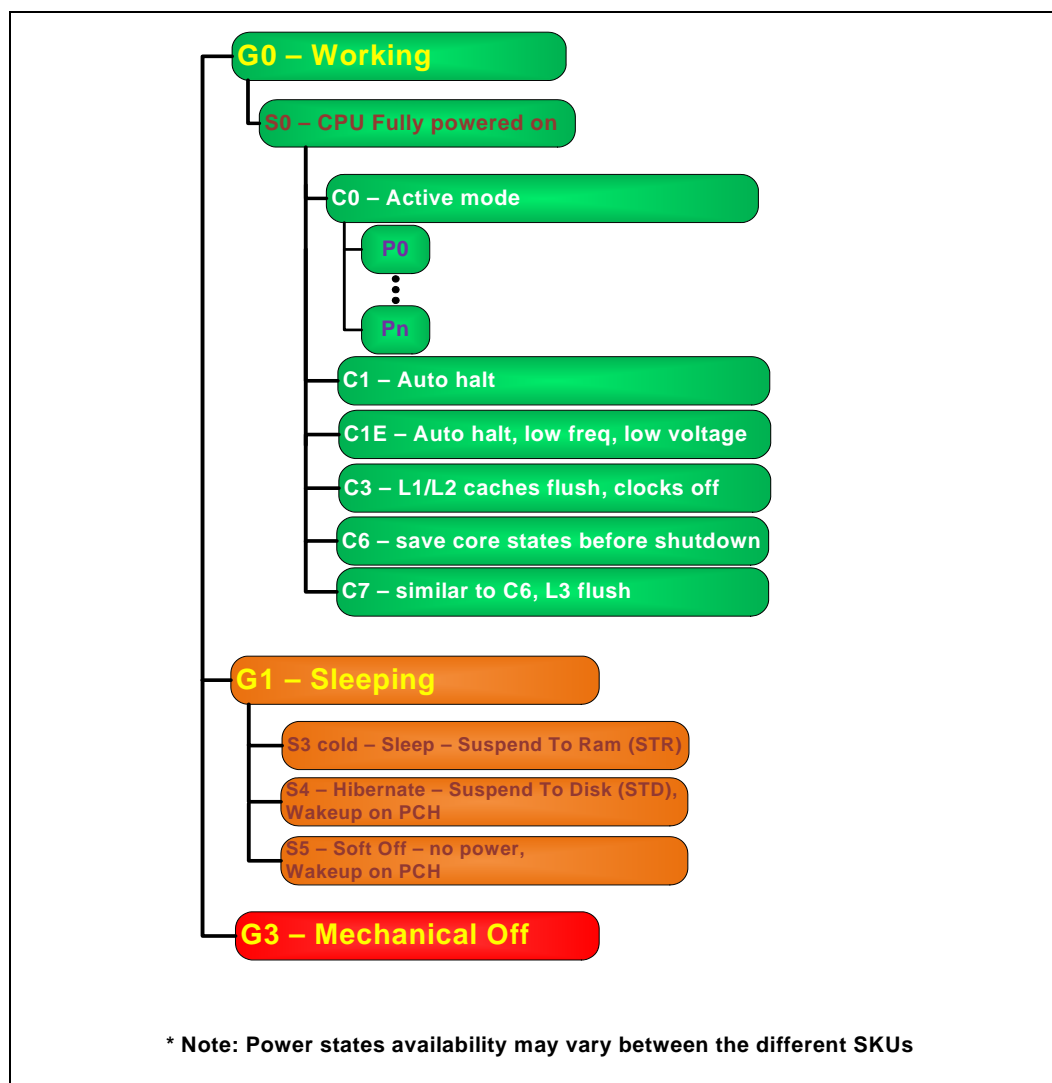 G0 – Working
S0 – CPU Fully powered on
C0 – Active mode
P0
Pn
C1 – Auto halt
C1E – Auto halt, low freq, low voltage
C3 – L1/L2 caches flush, clocks off
C6 – save core states before shutdown
C7 – similar to C6, L3 flush
G1 – Sleeping
S3 cold – Sleep – Suspend To Ram (STR)
S4 – Hibernate – Suspend To Disk (STD),
Wakeup on PCH
S5 – Soft Off – no power,
Wakeup on PCH
G3 – Mechanical Off
* Note: Power states availability may vary between the different SKUs